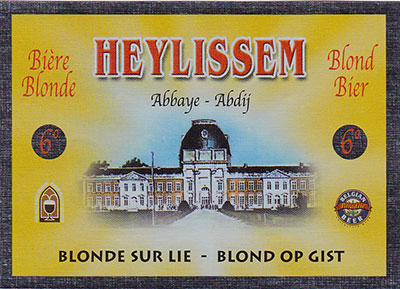 Bière
Blonde
HEYLISSEM
Blond
Bier
Abbaye - Abdij
6°
6°
BELGIAN
BEER
BLONDE SUR LIE - BLOND OP GIST